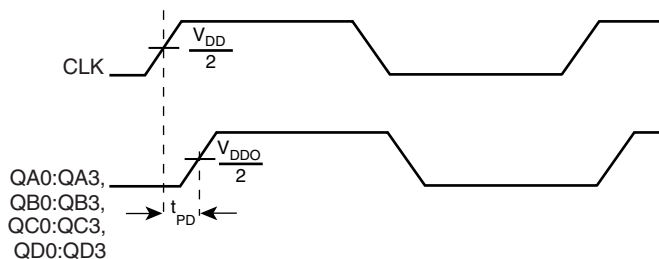 CLK
V_DD
2
V_DDO
2
QA0:QA3,
QB0:QB3,
QC0:QC3,
QD0:QD3
t_PD